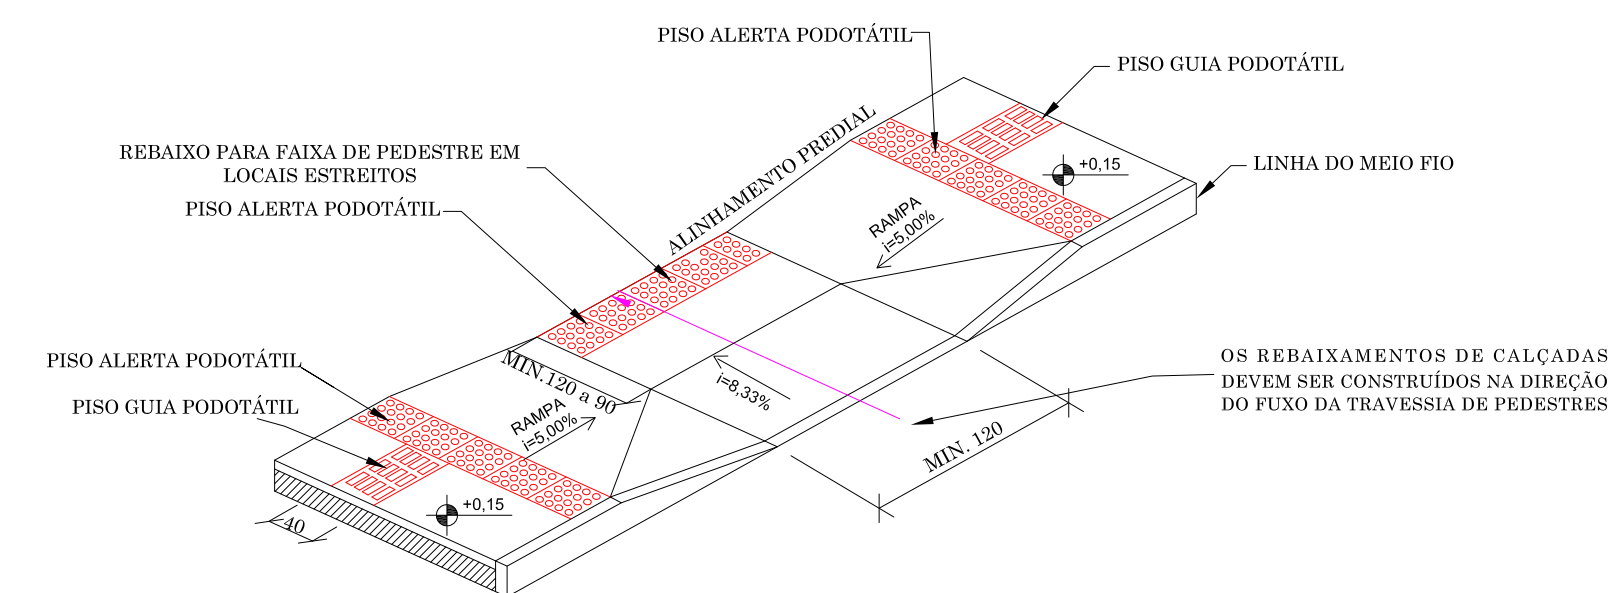 PISO ALERTA PODOTÁTIL
PISO GUIA PODOTÁTIL
ALINHAMENTO PREDIAL
REBAIXO PARA FAIXA DE PEDESTRE EM
LOCAIS ESTREITOS
+0,15
LINHA DO MEIO FIO
PISO ALERTA PODOTÁTIL
RAMPA
i=5,00%
PISO ALERTA PODOTÁTIL
MIN.120 a 90
i=8,33%
OS REBAIXAMENTOS DE CALÇADAS
DEVEM SER CONSTRUÍDOS NA DIREÇÃO
DO FUXO DA TRAVESSIA DE PEDESTRES
PISO GUIA PODOTÁTIL
RAMPA
i=5,00%
MIN. 120
+0,15
40